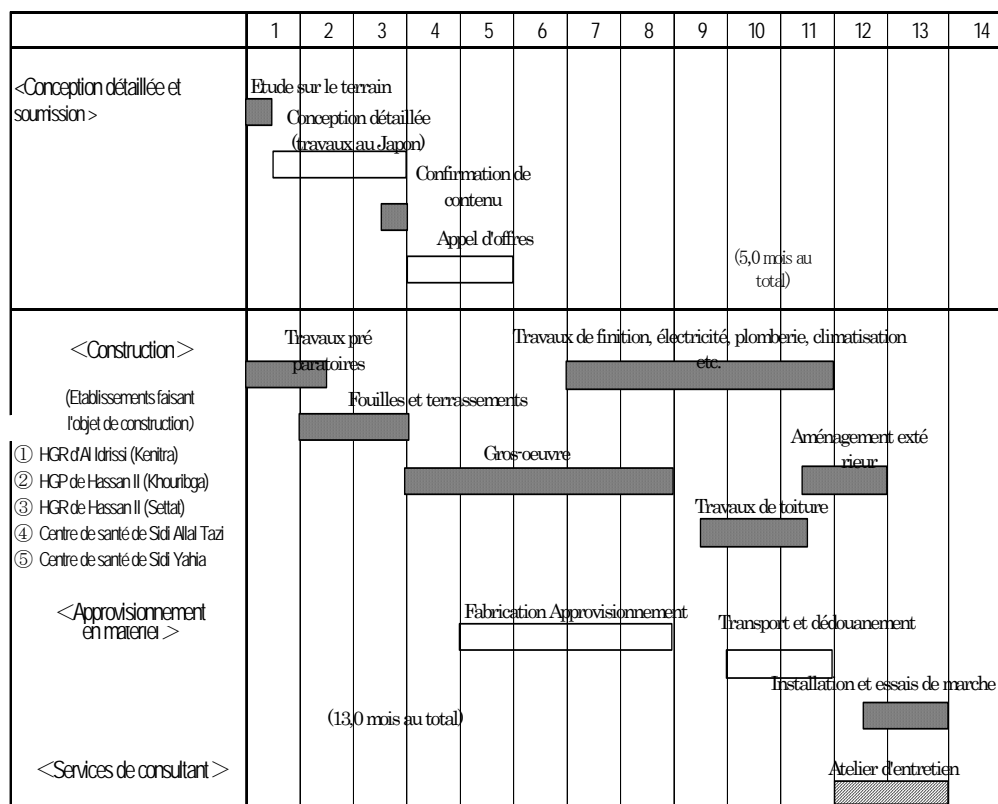 1 2 3 4 5 6 7 8 9 10 11 12 13 14
<Conception détaillée et
soumission >
Etude sur le terrain
Conception détaillée
(travaux au Japon)
Confirmation de
contenu
Appel d'offres
(5,0 mois au
total)
<Construction>
(Etablissements faisant
l'objet de construction)
① HGR d'Al Idrissi (Kenitra)
② HGP de Hassan II (Khouribga)
③ HGR de Hassan II (Settat)
④ Centre de santé de Sidi Allal Tazi
⑤ Centre de santé de Sidi Yahia
Travaux pré
paratoires
Travaux de finition, électricité, plomberie, climatisation
etc.
Fouilles et terrassements
Gros-oeuvre
Aménagement exté
rieur
Travaux de toiture
<Approvisionnement
en matériel >
Fabrication Approvisionnement
Transport et dédouanement
Installation et essais de marche
(13,0 mois au total)
<Services de consultant>
Atelier d'entretien